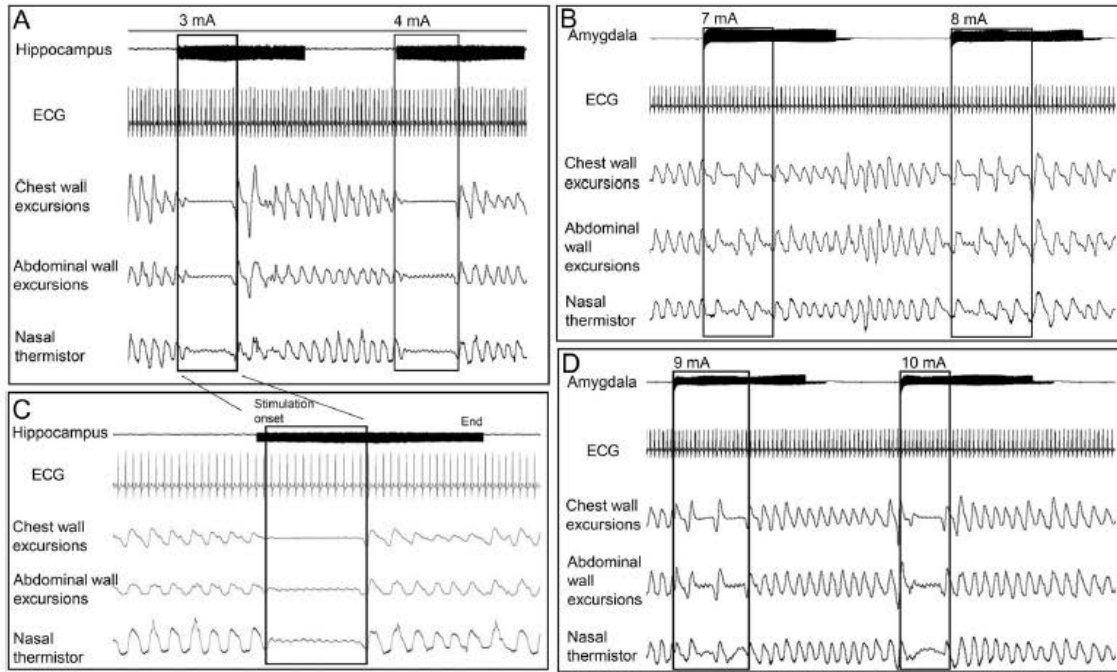 A
3 mA
4 mA
Hippocampus
ECG
Chest wall
excursions
Abdominal wall
excursions
Nasal
thermistor
B
7 mA
8 mA
Amygdala
ECG
Chest wall
excursions
Abdominal
wall
excursions
Nasal
thermistor
C
Stimulation
onset
End
Hippocampus
ECG
Chest wall
excursions
Abdominal wall
excursions
Nasal
thermistor
D
9 mA
10 mA
Amygdala
ECG
Chest wall
excursions
Abdominal
wall
excursions
Nasal
thermistor